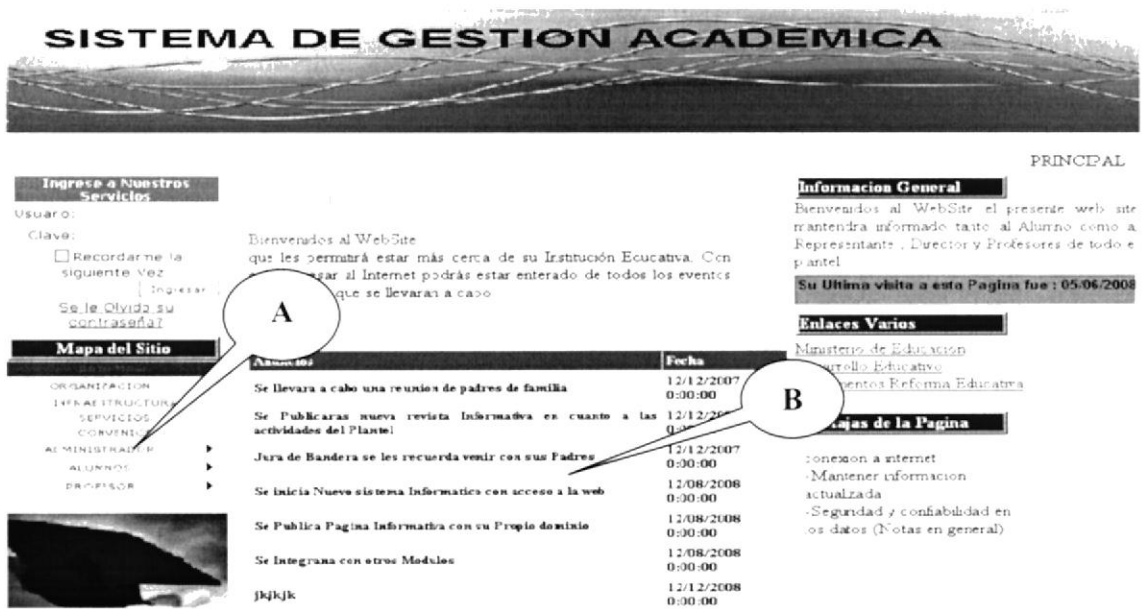 SISTEMA DE GESTION ACADEMICA
PRINCIPAL
Ingrese a Nuestros
Servicios
Usuario:
Clave:
Recordarme la
siguiente Vez
Ingresar
Se le Olvido su
contraseña?
Mapa del Sitio
ORGANIZACION
INFRAESTRUCTURA
SERVICIOS
CONVENIOS
ADMINISTRADOR
ALUMNOS
PROFESOR
A
Bienvenidos al WebSite
que les permitirá estar más cerca de su Institución Ecucativa. Con
sar al Internet podrás estar enterado de todos los eventos
que se llevaran a cabo
Anuncios Fecha
Se llevara a cabo una reunion de padres de familia 12/12/2007 0:00:00
Se Publicaras nueva revista Informativa en cuanto a las actividades del Plantel 12/12/
Jura de Bandera se les recuerda venir con sus Padres 12/12/2007 0:00:00
Se inicia Nuevo sistema Informatico con acceso a la web 12/08/2008 0:00:00
Se Publica Pagina Informativa con su Propio dominio 12/08/2008 0:00:00
Se Integrana con otros Modulos 12/08/2008 0:00:00
jkjkjk 12/12/2008 0:00:00
B
Informacion General
Bienvenidos al WebSite el presente web site
mantendra informado tanto al Alumno como a
Representante , Director y Profesores de todo e
plantel
Su Ultima visita a esta Pagina fue : 05/06/2008
Enlaces Varios
Ministerio de Educacion
rrollo Educativo
mentos Reforma Educativa
ajas de la Pagina
conexion a internet
-Mantener informacion
actualizada
-Seguridad y confiabilidad en
los datos (Notas en general)